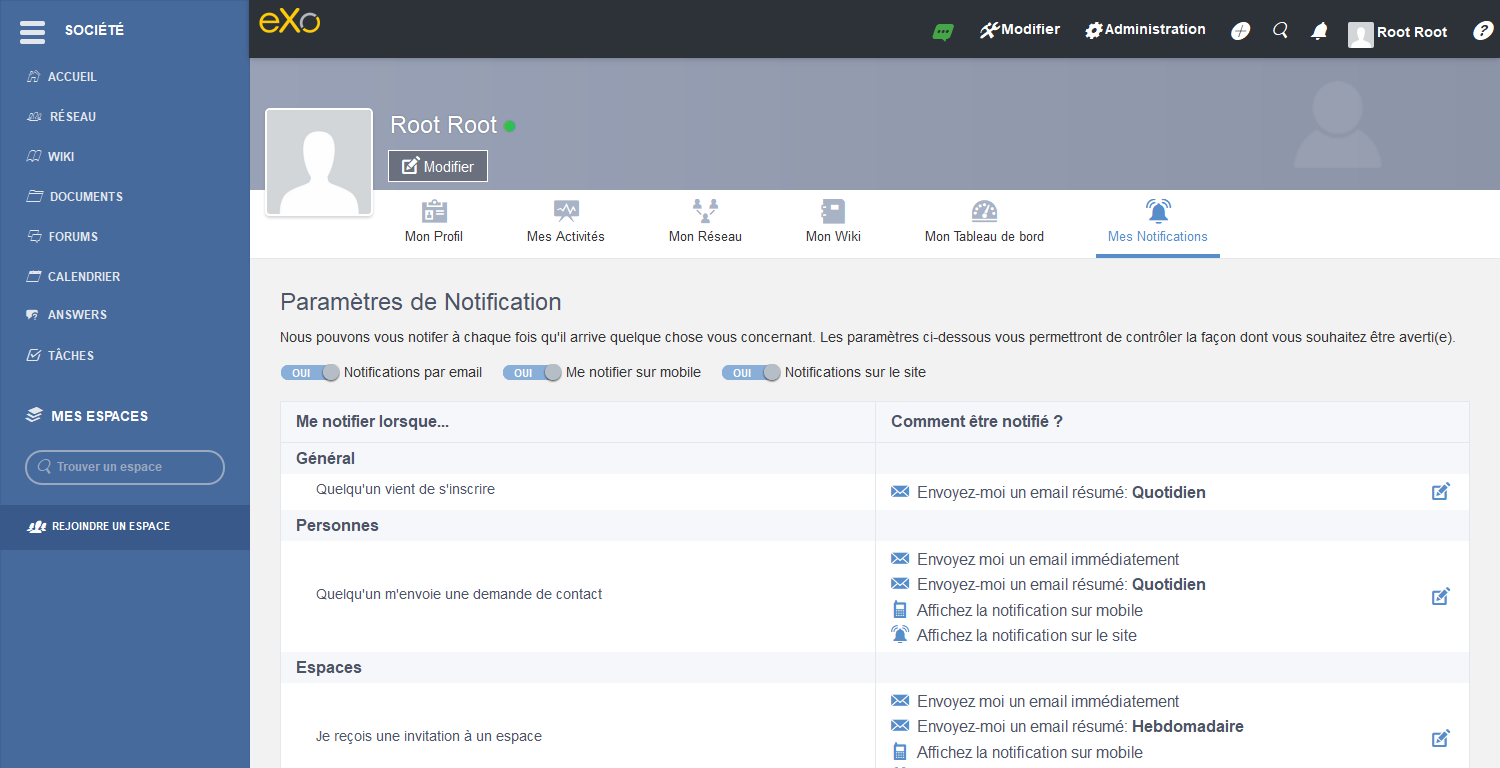 SOCIÉTÉ
ACCUEIL
RÉSEAU
WIKI
DOCUMENTS
FORUMS
CALENDRIER
ANSWERS
TÂCHES
MES ESPACES
Trouver un espace
REJOINDRE UN ESPACE
eXo
Modifier
Administration
Root Root
?
Root Root
Modifier
Mon Profil
Mes Activités
Mon Réseau
Mon Wiki
Mon Tableau de bord
Mes Notifications
Paramètres de Notification
Nous pouvons vous notifer à chaque fois qu'il arrive quelque chose vous concernant. Les paramètres ci-dessous vous permettront de contrôler la façon dont vous souhaitez être averti(e).
OUI Notifications par email OUI Me notifier sur mobile OUI Notifications sur le site
Me notifier lorsque... Comment être notifié ?
Général
Quelqu'un vient de s'inscrire Envoyez-moi un email résumé: Quotidien
Personnes
Quelqu'un m'envoie une demande de contact
Envoyez moi un email immédiatement
Envoyez-moi un email résumé: Quotidien
Affichez la notification sur mobile
Affichez la notification sur le site
Espaces
Je reçois une invitation à un espace
Envoyez moi un email immédiatement
Envoyez-moi un email résumé: Hebdomadaire
Affichez la notification sur mobile